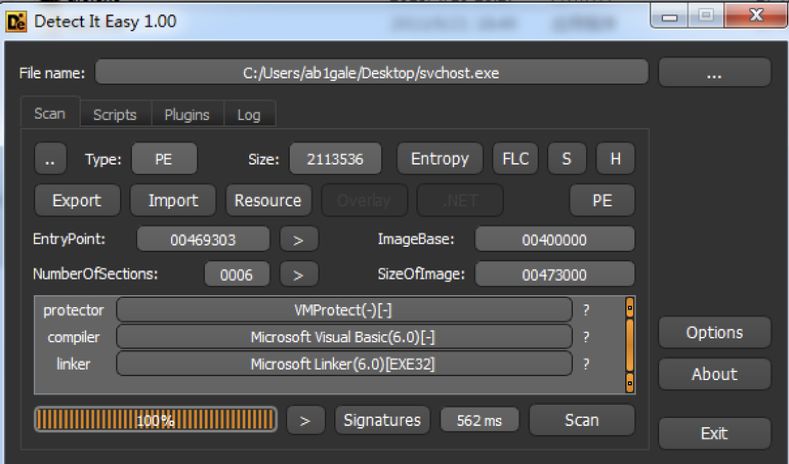 Detect It Easy 1.00
File name: C:/Users/ab1gale/Desktop/svchost.exe ...
Scan Scripts Plugins Log
.. Type: PE Size: 2113536 Entropy FLC S H
Export Import Resource Overlay .NET PE
EntryPoint: 00469303 > ImageBase: 00400000
NumberOfSections: 0006 > SizeOfImage: 00473000
protector VMProtect(-)[-] ?
compiler Microsoft Visual Basic(6.0)[-] ?
linker Microsoft Linker(6.0)[EXE32] ?
Options
About
100% > Signatures 562 ms Scan
Exit